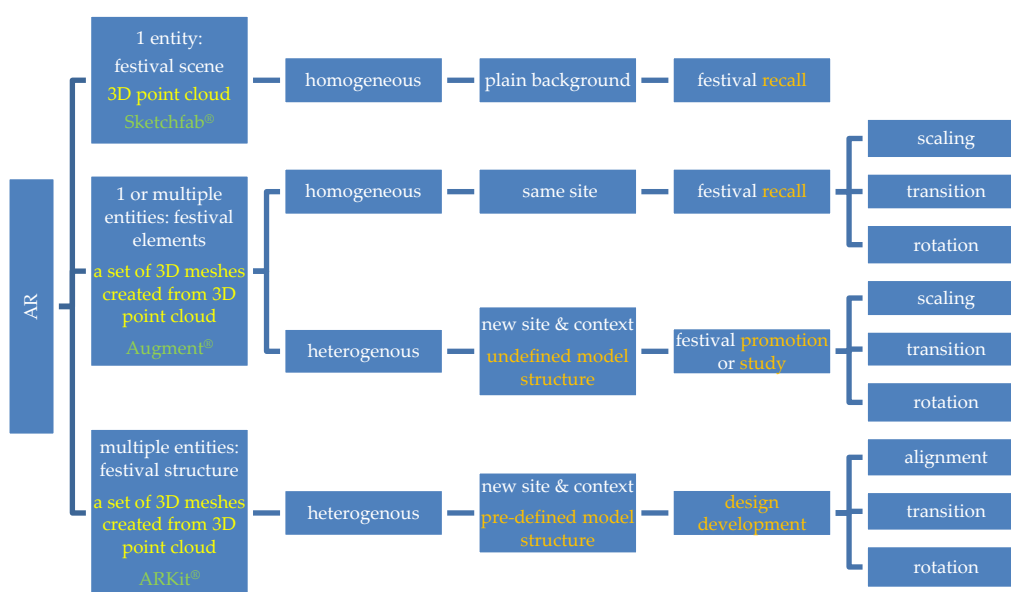 AR
1 entity:
festival scene
3D point cloud
Sketchfab®
homogeneous
plain background
festival recall
1 or multiple
entities: festival
elements
a set of 3D meshes
created from 3D
point cloud
Augment®
homogeneous
same site
festival recall
scaling
transition
rotation
heterogenous
new site & context
undefined model
structure
festival promotion
or study
scaling
transition
rotation
multiple entities:
festival structure
a set of 3D meshes
created from 3D
point cloud
ARKit®
heterogenous
new site & context
pre-defined model
structure
design
development
alignment
transition
rotation